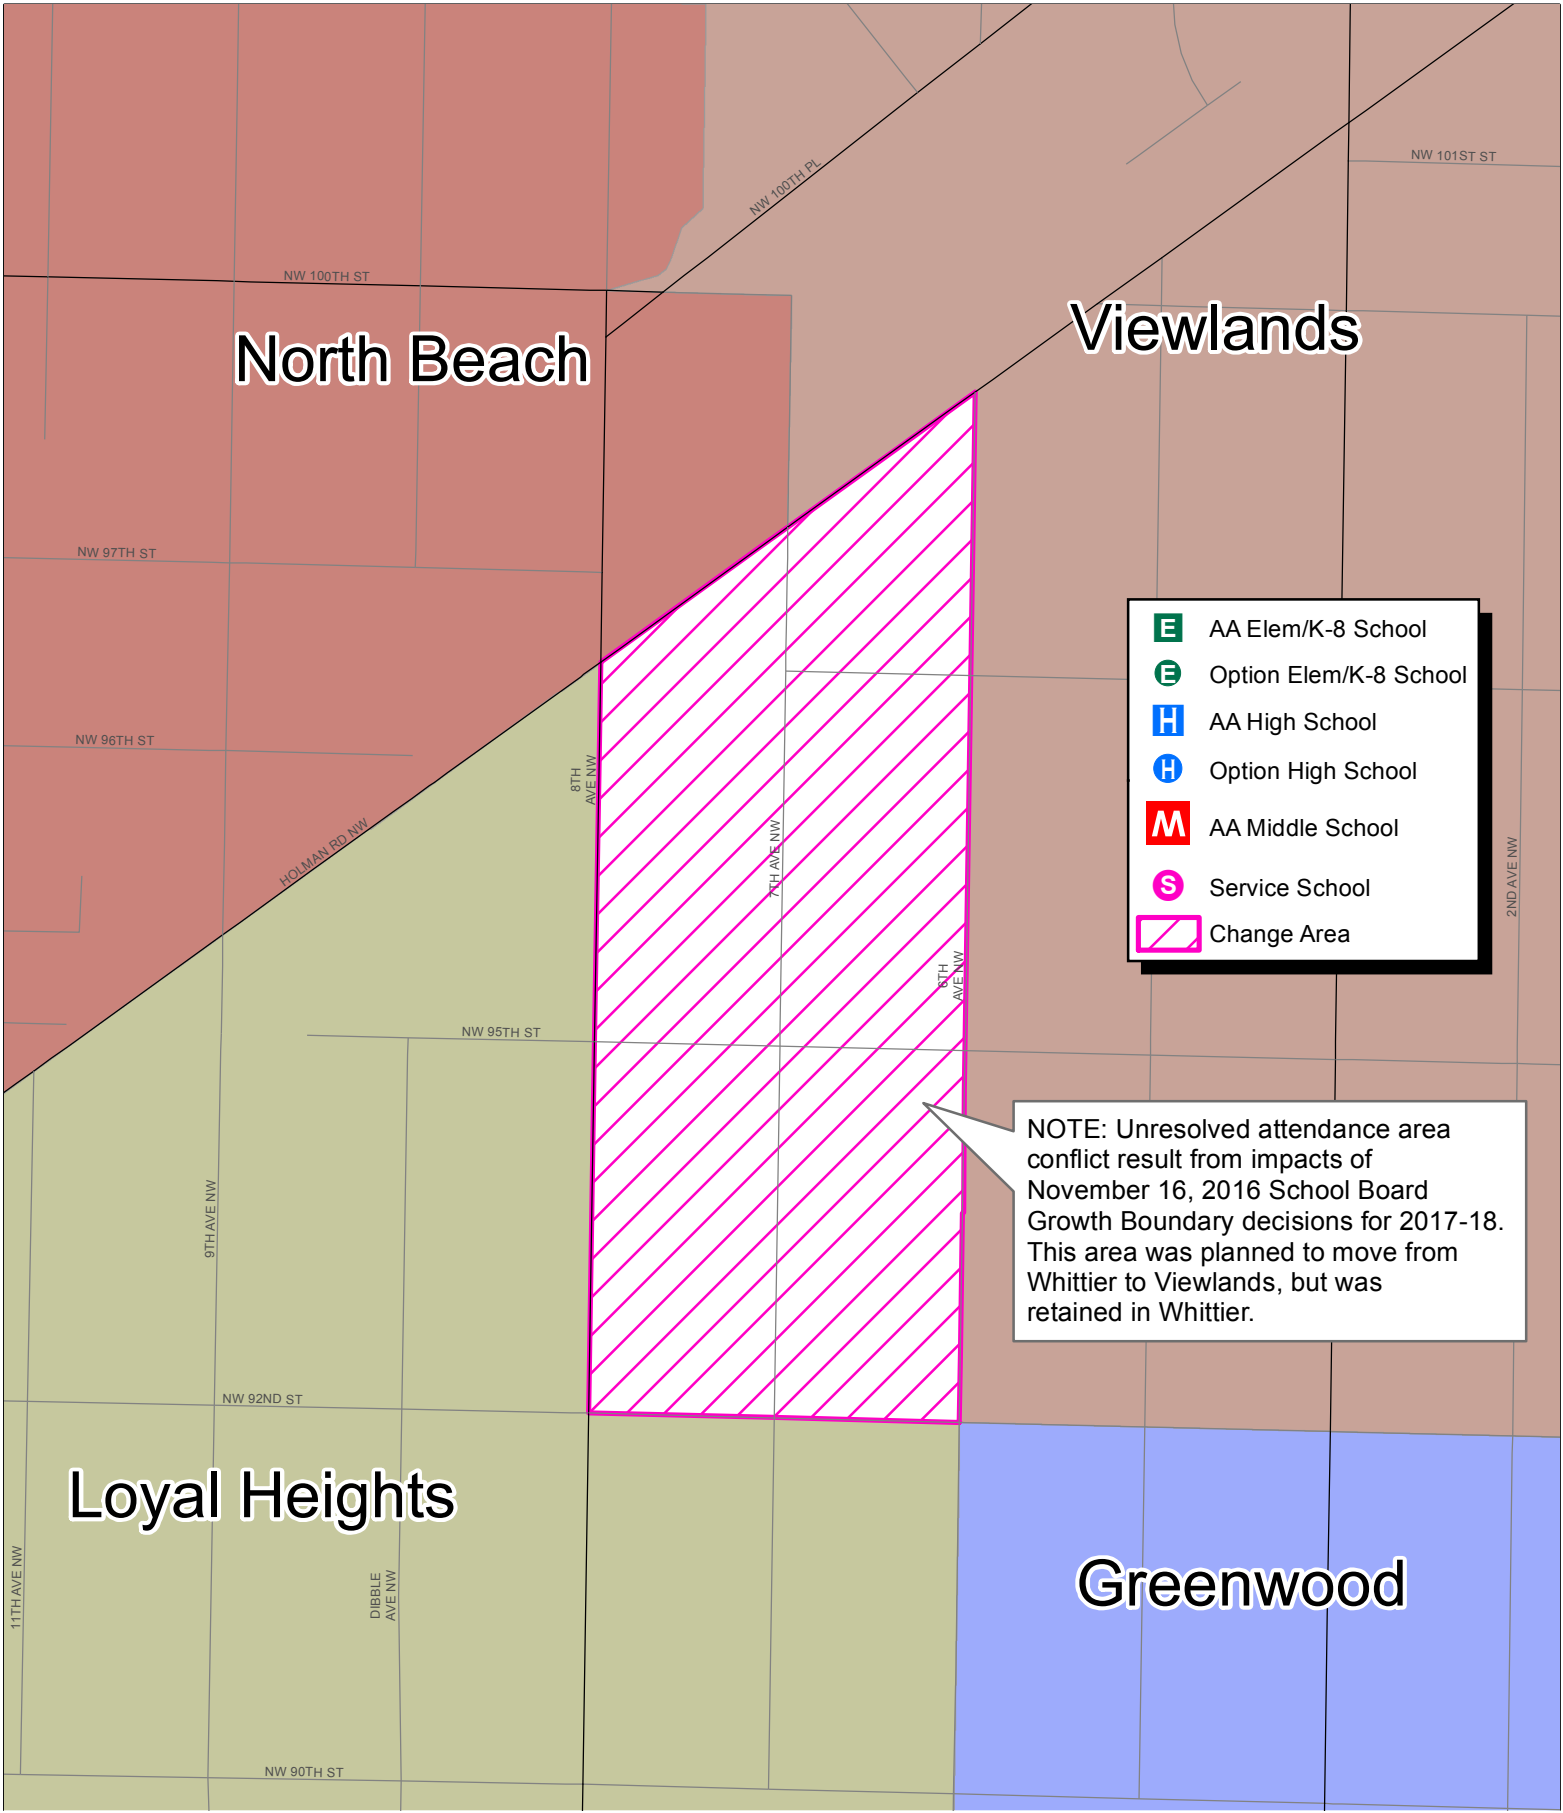 NW 101ST ST
NW 100TH PL
NW 100TH ST
Viewlands
North Beach
NW 97TH ST
E AA Elem/K-8 School
E Option Elem/K-8 School
H AA High School
H Option High School
M AA Middle School
S Service School
Change Area
NW 96TH ST
8TH
AVE NW
HOLMAN RD NW
7TH AVE NW
2ND AVE NW
6TH
AVE NW
NW 95TH ST
NOTE: Unresolved attendance area
conflict result from impacts of
November 16, 2016 School Board
Growth Boundary decisions for 2017-18.
This area was planned to move from
Whittier to Viewlands, but was
retained in Whittier.
9TH AVE NW
NW 92ND ST
Loyal Heights
Greenwood
11TH AVE NW
DIBBLE
AVE NW
NW 90TH ST